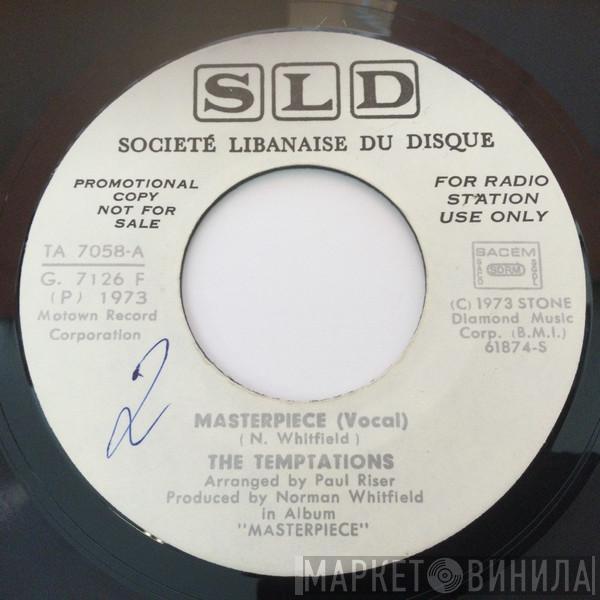 SLD
SOCIETÉ LIBANAISE DU DISQUE
PROMOTIONAL
COPY
NOT FOR
SALE
FOR RADIO
STATION
USE ONLY
TA 7058-A
G. 7126 F
(P) 1973
Motown Record
Corporation
SACEM
SDRM
(C) 1973 STONE
Diamond Music
Corp. (B.M.I.)
61874-S
2
MASTERPIECE (Vocal)
(N. Whitfield)
THE TEMPTATIONS
Arranged by Paul Riser
Produced by Norman Whitfield
in Album
"MASTERPIECE"
МАРКЕТ ВИНИЛА